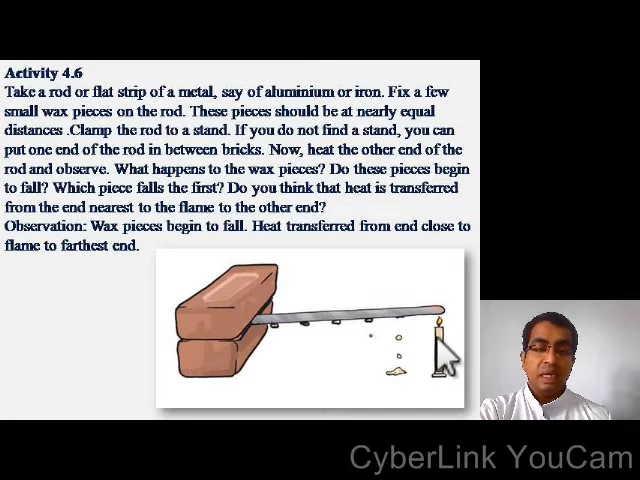 Activity 4.6
Take a rod or flat strip of a metal, say of aluminium or iron. Fix a few
small wax pieces on the rod. These pieces should be at nearly equal
distances .Clamp the rod to a stand. If you do not find a stand, you can
put one end of the rod in between bricks. Now, heat the other end of the
rod and observe. What happens to the wax pieces? Do these pieces begin
to fall? Which piece falls the first? Do you think that heat is transferred
from the end nearest to the flame to the other end?
Observation: Wax pieces begin to fall. Heat transferred from end close to
flame to farthest end.
CyberLink YouCam